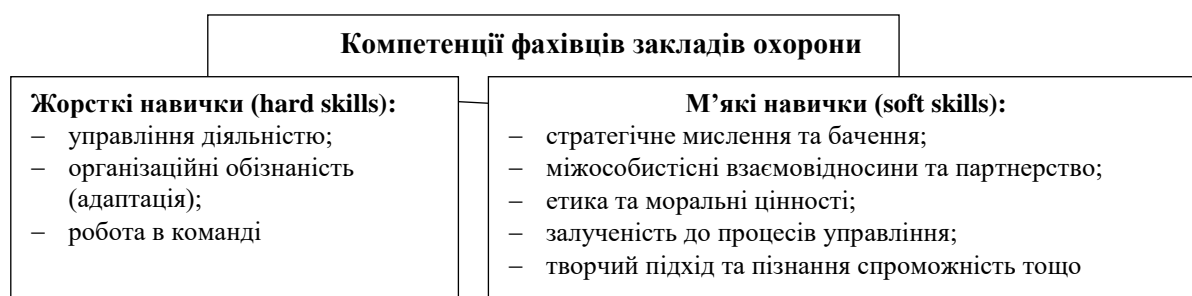 Компетенції фахівців закладів охорони
Жорсткі навички (hard skills):
– управління діяльністю;
– організаційні обізнаність
(адаптація);
– робота в команді
М’які навички (soft skills):
– стратегічне мислення та бачення;
– міжособистісні взаємовідносини та партнерство;
– етика та моральні цінності;
– залученість до процесів управління;
– творчий підхід та пізнання спроможність тощо